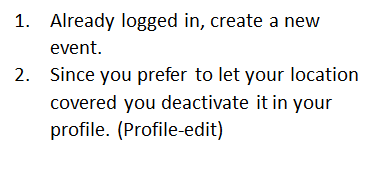 1. Already logged in, create a new
event.
2. Since you prefer to let your location
covered you deactivate it in your
profile. (Profile-edit)